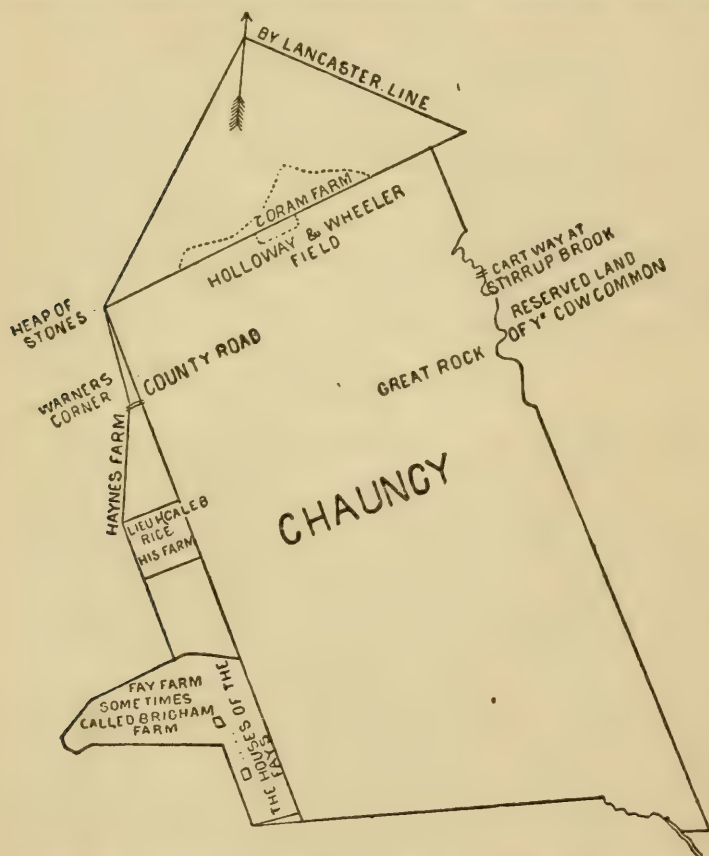 BY LANCASTER. LINE
CORAM FARM
HOLLOWAY & WHEELER
FIELD
CART WAY AT
STIRRUP BROOK
RESERVED LAND
OF Yᵉ COW COMMON
GREAT ROCK
HEAP OF
STONES
WARNERS
CORNER
COUNTY ROAD
HAYNES FARM
CHAUNCY
LIEUᵗ CALEB
RICE
HIS FARM
FAY FARM
SOMETIMES
CALLED BRIGHAM
FARM
THE HOUSES OF THE
FAYS